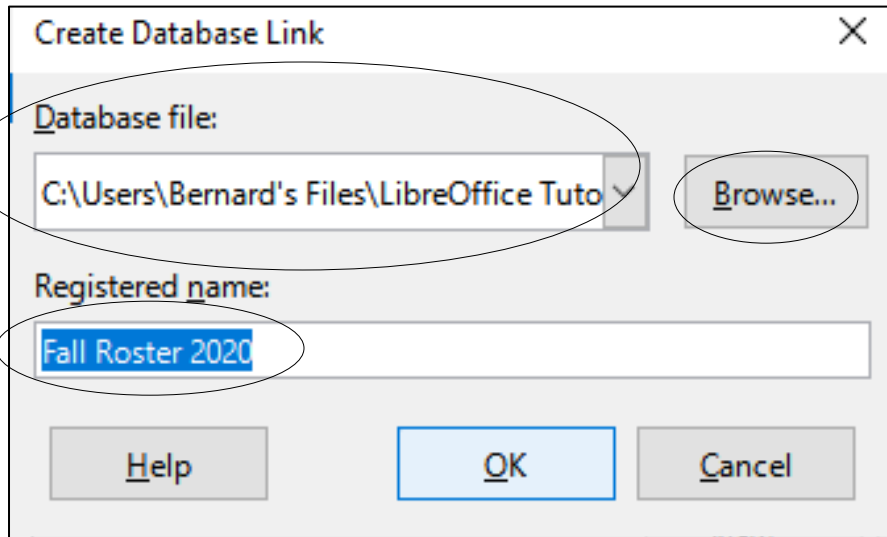 Create Database Link
Database file:
C:\Users\Bernard's Files\LibreOffice Tuto
Browse...
Registered name:
Fall Roster 2020
Help OK Cancel